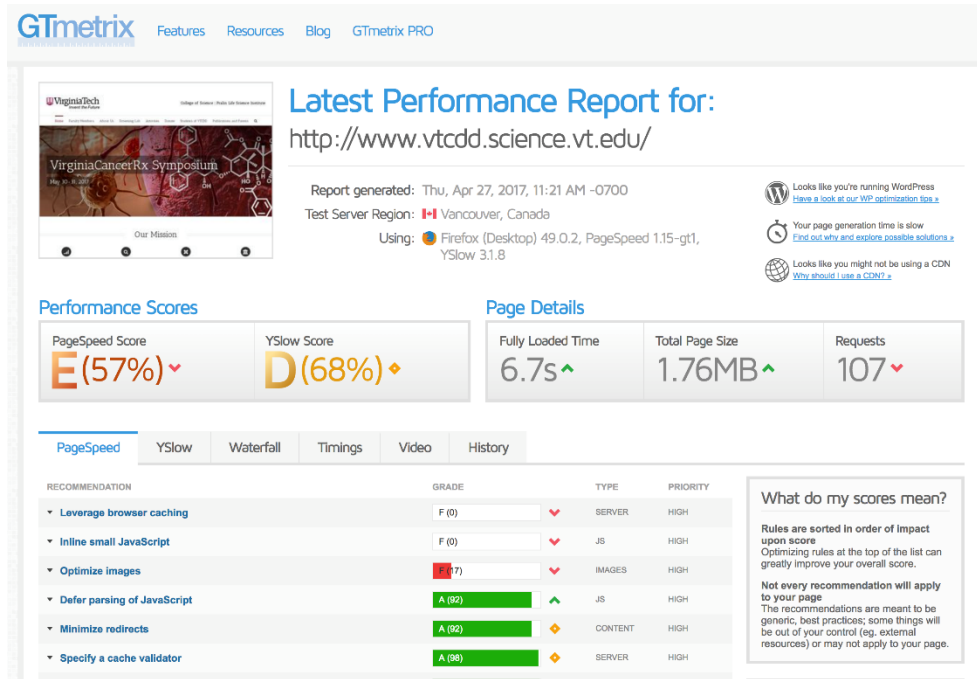 GTmetrix
Features
Resources
Blog
GTmetrix PRO
VirginiaTech
Invent the Future
VirginiaCancerRx Symposium
May 10 - 11, 2017
Our Mission
Latest Performance Report for:
http://www.vtcdd.science.vt.edu/
Report generated: Thu, Apr 27, 2017, 11:21 AM -0700
Test Server Region: Vancouver, Canada
Using: Firefox (Desktop) 49.0.2, PageSpeed 1.15-gt1,
YSlow 3.1.8
Looks like you're running WordPress
Have a look at our WP optimization tips »
Your page generation time is slow
Find out why and explore possible solutions »
Looks like you might not be using a CDN
Why should I use a CDN? »
Performance Scores
PageSpeed Score
E (57%)
YSlow Score
D (68%)
Page Details
Fully Loaded Time
6.7s
Total Page Size
1.76MB
Requests
107
PageSpeed
YSlow
Waterfall
Timings
Video
History
RECOMMENDATION GRADE TYPE PRIORITY
Leverage browser caching F (0) SERVER HIGH
Inline small JavaScript F (0) JS HIGH
Optimize images F (17) IMAGES HIGH
Defer parsing of JavaScript A (92) JS HIGH
Minimize redirects A (92) CONTENT HIGH
Specify a cache validator A (98) SERVER HIGH
What do my scores mean?
Rules are sorted in order of impact
upon score
Optimizing rules at the top of the list can
greatly improve your overall score.
Not every recommendation will apply
to your page
The recommendations are meant to be
generic, best practices; some things will
be out of your control (eg. external
resources) or may not apply to your page.